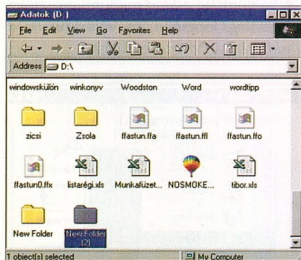 Adatok (D:)
File Edit View Go Favorites Help
Address D:\
windowskülön winkonyv Woodston Word wordtipp
zicsi Zsola ffastun.ffa ffastun.ffl ffastun.ffo
ffastun0.ffx listarégi.xls Munkafüzet... NOSMOKE... tibor.xls
New Folder New Folder
(2)
1 object(s) selected My Computer